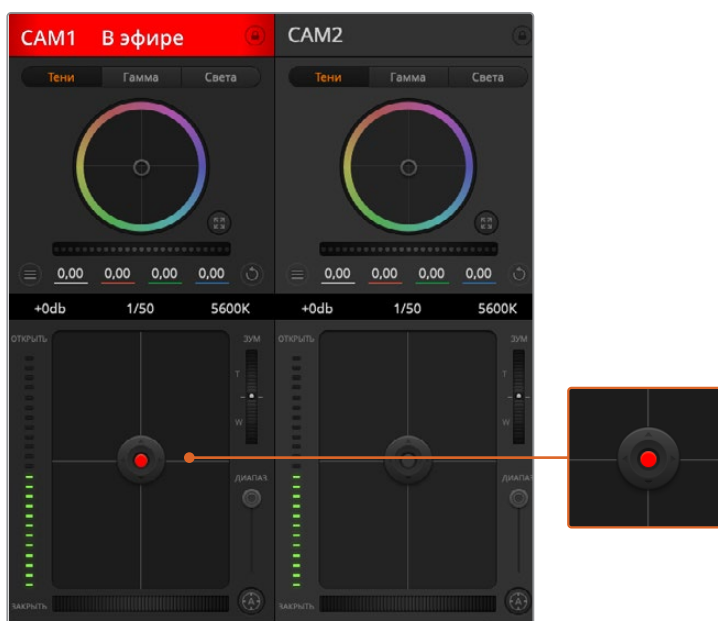 CAM1 В эфире CAM2
Тени Гамма Света Тени Гамма Света
0,00 0,00 0,00 0,00 0,00 0,00 0,00 0,00
+0db 1/50 5600K +0db 1/50 5600K
ОТКРЫТЬ ЗУМ ОТКРЫТЬ ЗУМ
T T
W W
ДИАПАЗ. ДИАПАЗ
ЗАКРЫТЬ A ЗАКРЫТЬ A